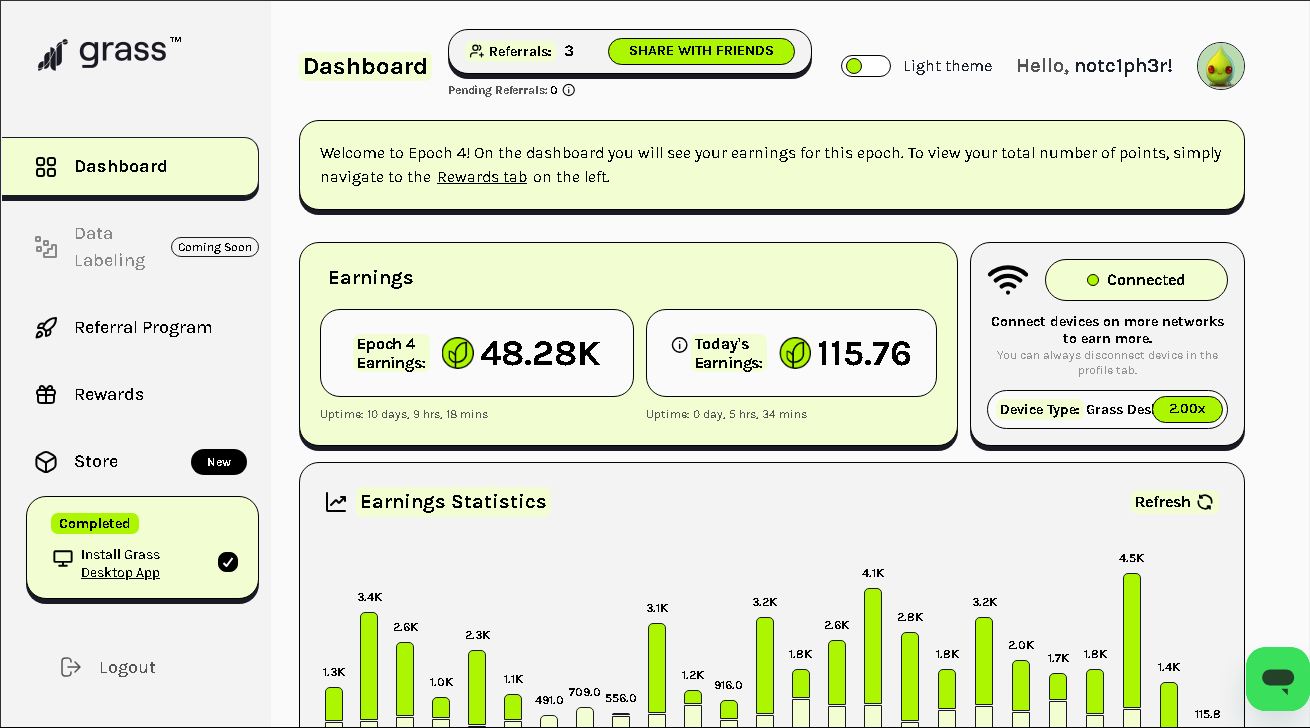 grass™
Dashboard
Referrals: 3
SHARE WITH FRIENDS
Pending Referrals: 0
Light theme
Hello, notc1ph3r!
Dashboard
Data
Labeling
Coming Soon
Referral Program
Rewards
Store
New
Completed
Install Grass
Desktop App
Logout
Welcome to Epoch 4! On the dashboard you will see your earnings for this epoch. To view your total number of points, simply
navigate to the Rewards tab on the left.
Earnings
Epoch 4
Earnings:
48.28K
Uptime: 10 days, 9 hrs, 18 mins
Today's
Earnings:
115.76
Uptime: 0 day, 5 hrs, 34 mins
Connected
Connect devices on more networks
to earn more.
You can always disconnect device in the
profile tab.
Device Type: Grass Des
2.00x
Earnings Statistics
Refresh
1.3K
3.4K
2.6K
1.0K
2.3K
1.1K
491.0
709.0
556.0
3.1K
1.2K
916.0
3.2K
1.8K
2.6K
4.1K
2.8K
1.8K
3.2K
2.0K
1.7K
1.8K
4.5K
1.4K
115.8